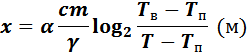 x = α cm/γ log₂ (Tв − Tп)/(T − Tп) (м)